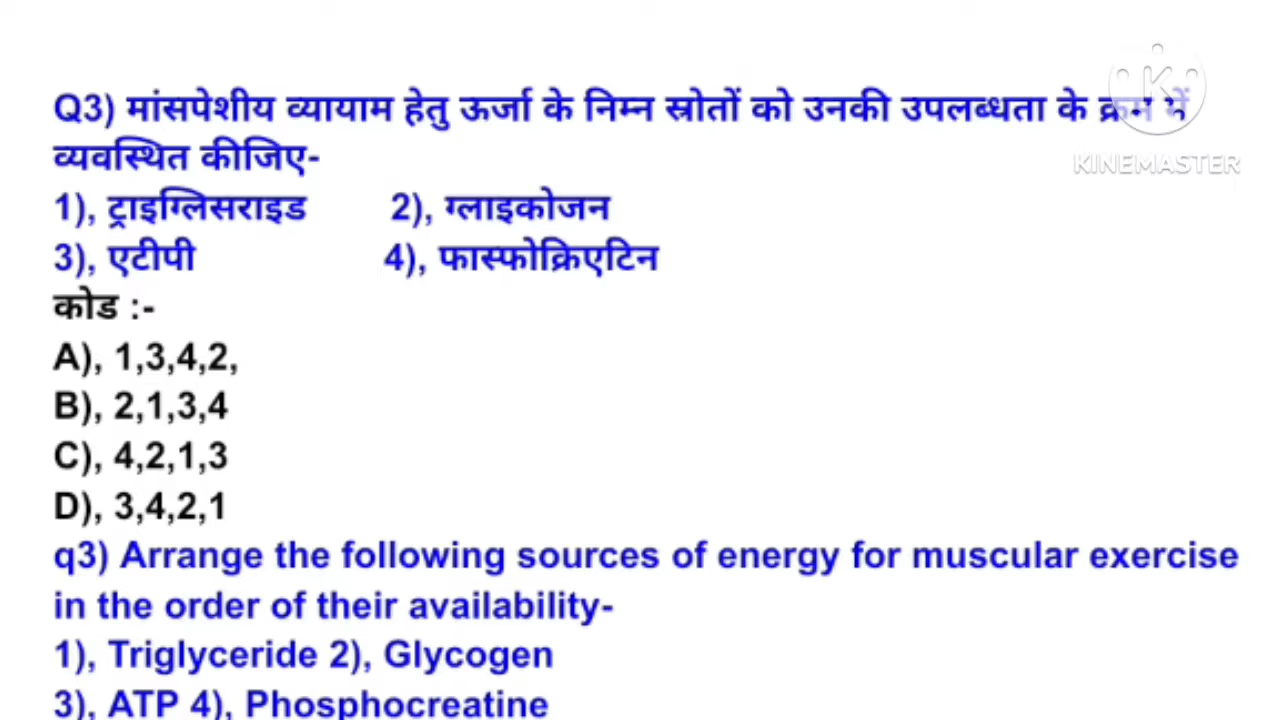 Q3) मांसपेशीय व्यायाम हेतु ऊर्जा के निम्न स्रोतों को उनकी उपलब्धता के क्रम में
व्यवस्थित कीजिए-
1), ट्राइग्लिसराइड 2), ग्लाइकोजन
3), एटीपी 4), फास्फोक्रिएटिन
कोड :-
A), 1,3,4,2,
B), 2,1,3,4
C), 4,2,1,3
D), 3,4,2,1
q3) Arrange the following sources of energy for muscular exercise
in the order of their availability-
1), Triglyceride 2), Glycogen
3), ATP 4), Phosphocreatine
K
KINEMASTER